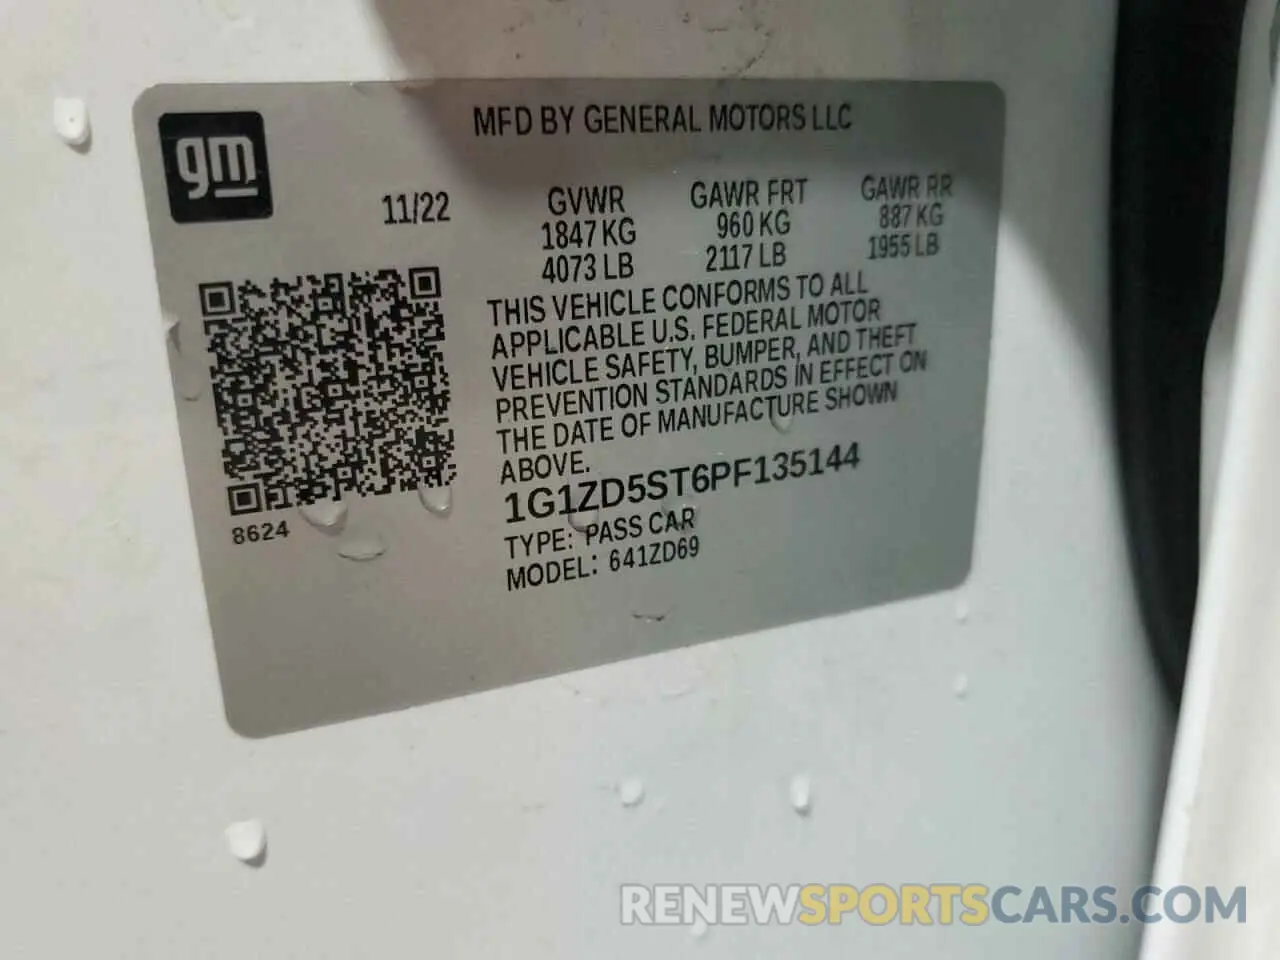 gm
MFD BY GENERAL MOTORS LLC
11/22
GVWR
1847 KG
4073 LB
GAWR FRT
960 KG
2117 LB
GAWR RR
887 KG
1955 LB
THIS VEHICLE CONFORMS TO ALL
APPLICABLE U.S. FEDERAL MOTOR
VEHICLE SAFETY, BUMPER, AND THEFT
PREVENTION STANDARDS IN EFFECT ON
THE DATE OF MANUFACTURE SHOWN
ABOVE.
1G1ZD5ST6PF135144
TYPE: PASS CAR
MODEL: 641ZD69
8624
RENEWSPORTSCARS.COM